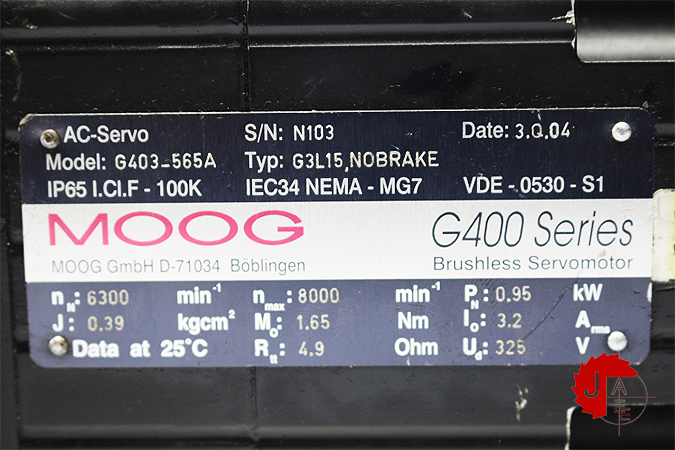 AC-Servo S/N: N103 Date: 3.Q.04
Model: G403-565A Typ: G3L15,NOBRAKE
IP65 I.Cl.F - 100K IEC34 NEMA - MG7 VDE - 0530 - S1
MOOG G400 Series
MOOG GmbH D-71034 Böblingen Brushless Servomotor
nN: 6300 min-1 nmax: 8000 min-1 PN: 0.95 kW
J: 0.39 kgcm² Mo: 1.65 Nm Io: 3.2 Arms
Data at 25°C Rtt: 4.9 Ohm Ud: 325 V